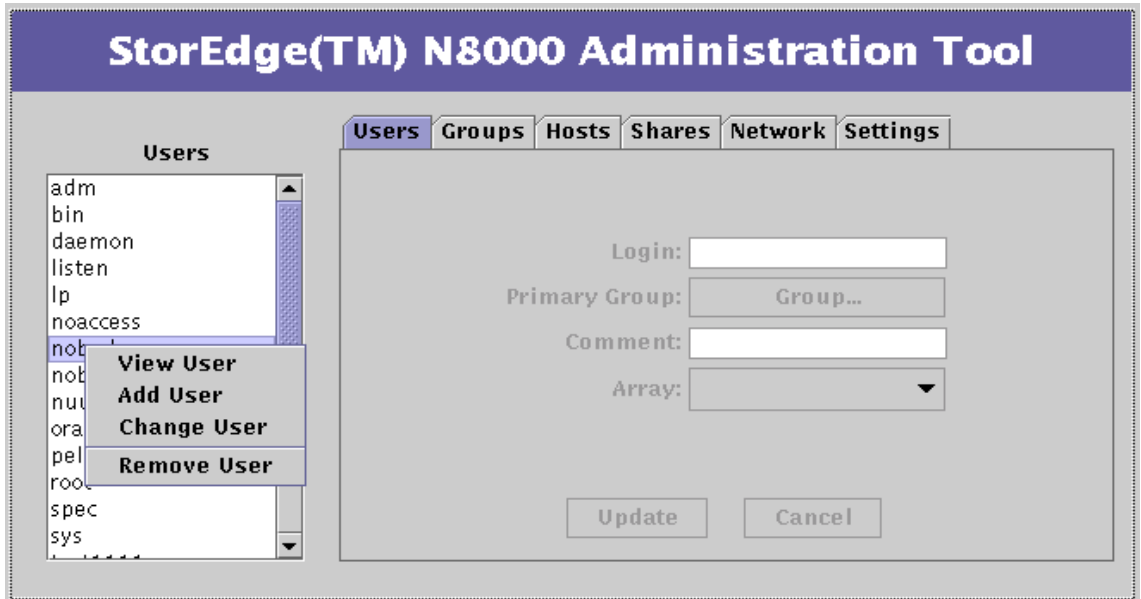 StorEdge(TM) N8000 Administration Tool
Users Groups Hosts Shares Network Settings
Users
adm
bin
daemon
listen
lp
noaccess
View User
Add User
Change User
Remove User
root
spec
sys
Login:
Primary Group: Group...
Comment:
Array:
Update Cancel